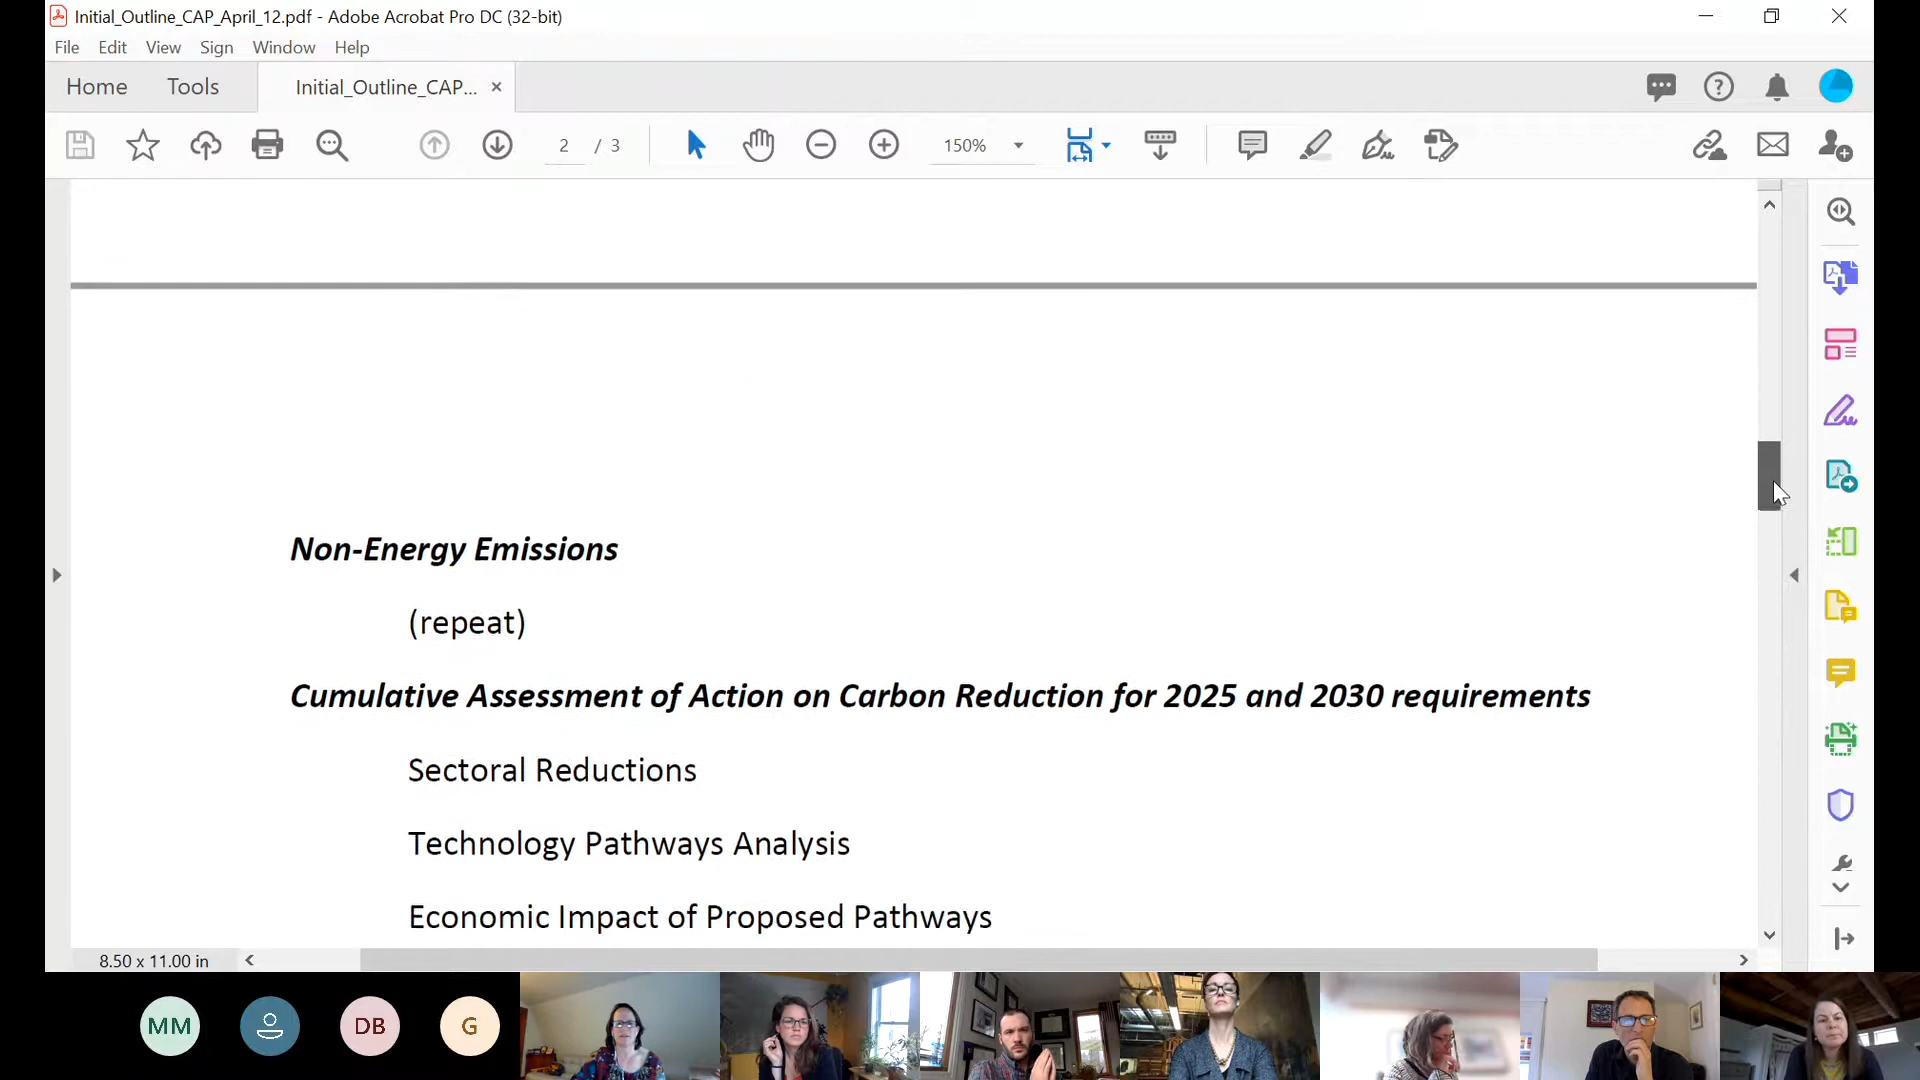 Initial_Outline_CAP_April_12.pdf - Adobe Acrobat Pro DC (32-bit)
File Edit View Sign Window Help
Home Tools Initial_Outline_CAP... ×
2 / 3 150%
Non-Energy Emissions
(repeat)
Cumulative Assessment of Action on Carbon Reduction for 2025 and 2030 requirements
Sectoral Reductions
Technology Pathways Analysis
Economic Impact of Proposed Pathways
8.50 x 11.00 in
MM DB G